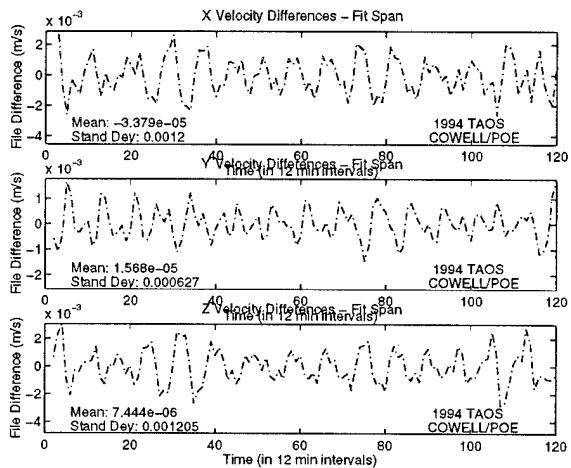 X Velocity Differences – Fit Span
x 10⁻³
File Difference (m/s)
2
0
−2
−4
Mean: −3.379e−05
Stand Dev: 0.0012
1994 TAOS
COWELL/POE
0 20 40 60 80 100 120
Time (in 12 min intervals)
Y Velocity Differences – Fit Span
x 10⁻³
File Difference (m/s)
1
0
−1
−2
Mean: 1.568e−05
Stand Dev: 0.000627
1994 TAOS
COWELL/POE
0 20 40 60 80 100 120
Time (in 12 min intervals)
Z Velocity Differences – Fit Span
x 10⁻³
File Difference (m/s)
2
0
−2
−4
Mean: 7.444e−06
Stand Dev: 0.001205
1994 TAOS
COWELL/POE
0 20 40 60 80 100 120
Time (in 12 min intervals)